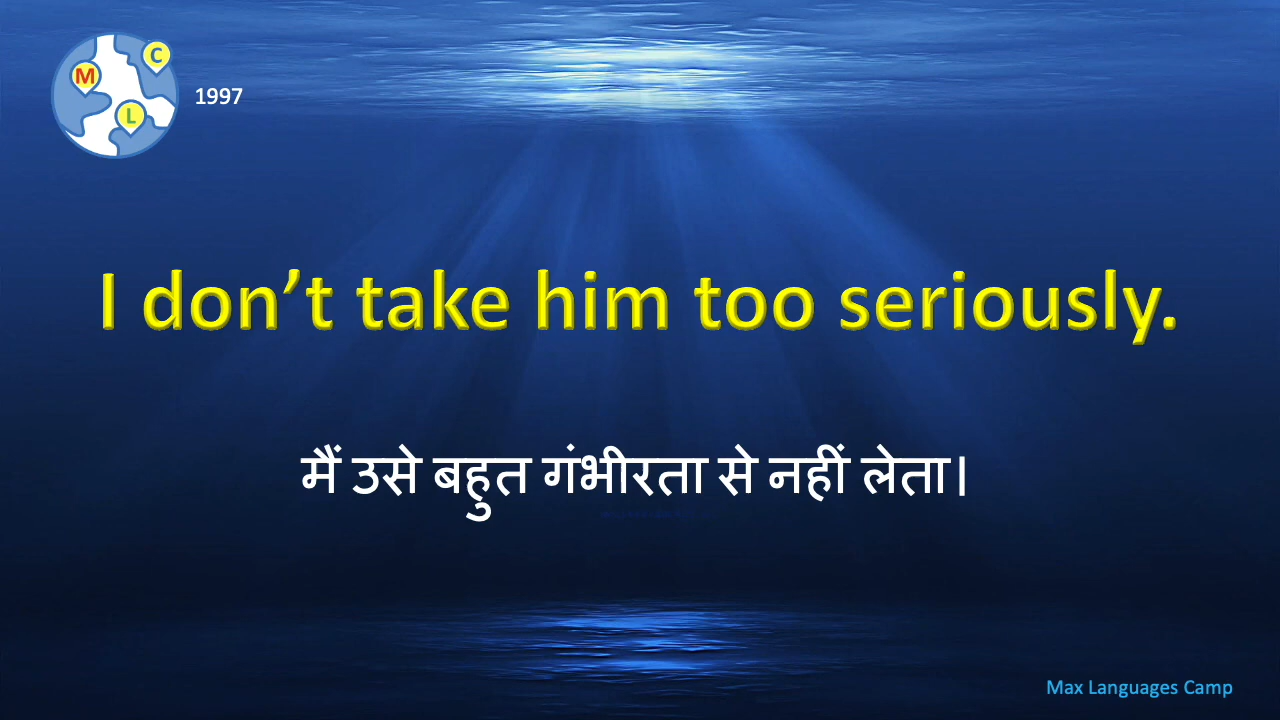 M
C
L
1997
I don’t take him too seriously.
मैं उसे बहुत गंभीरता से नहीं लेता।
Max Languages Camp